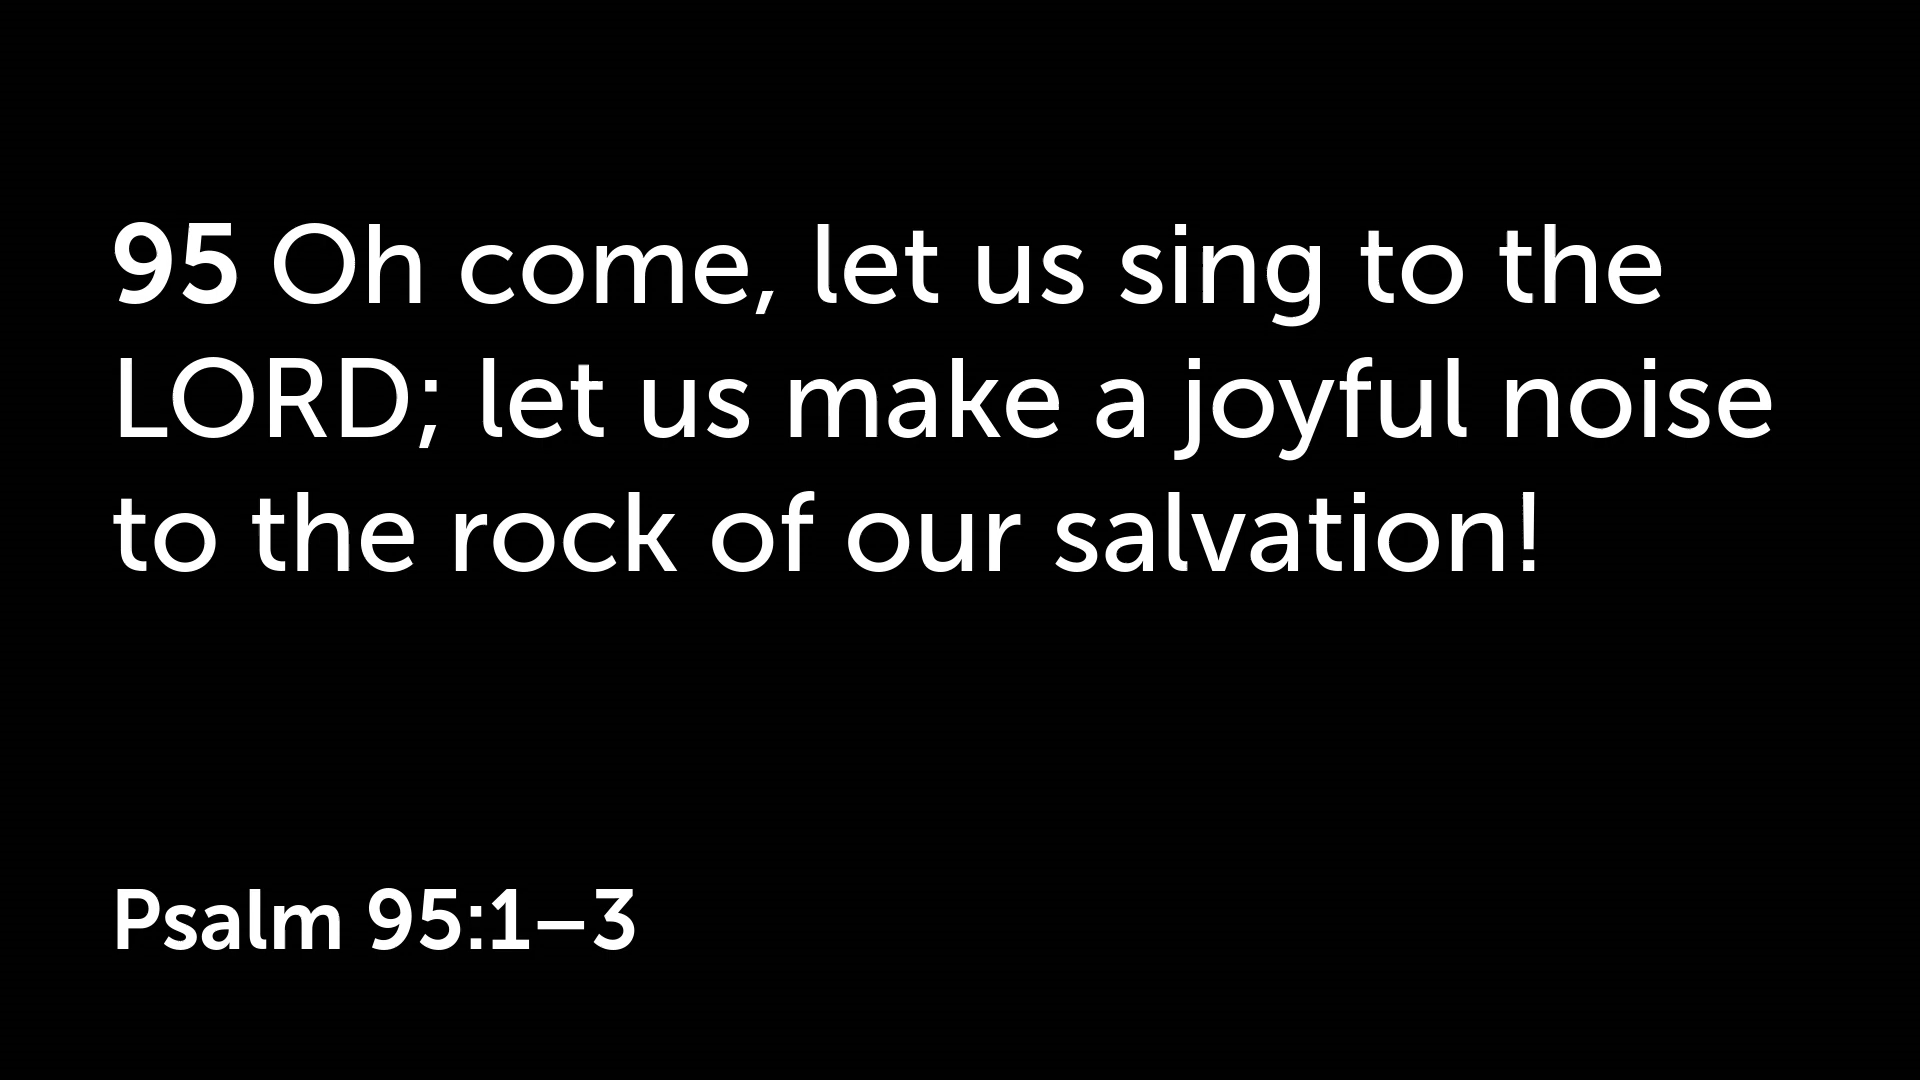 95 Oh come, let us sing to the
LORD; let us make a joyful noise
to the rock of our salvation!
Psalm 95:1–3